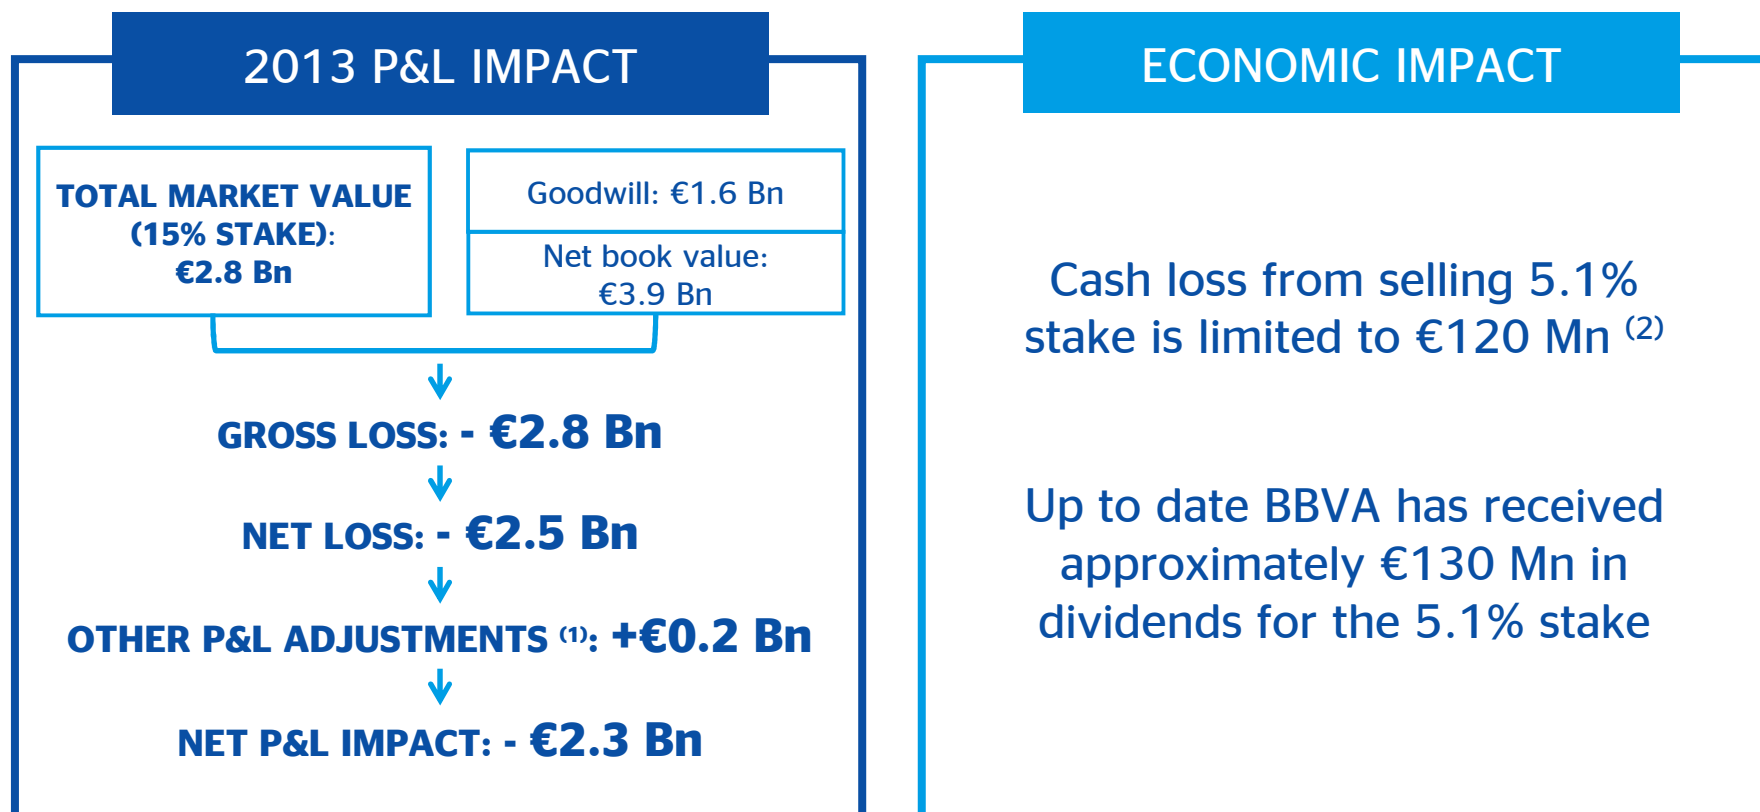 2013 P&L IMPACT
TOTAL MARKET VALUE
(15% STAKE):
€2.8 Bn
Goodwill: €1.6 Bn
Net book value:
€3.9 Bn
GROSS LOSS: - €2.8 Bn
NET LOSS: - €2.5 Bn
OTHER P&L ADJUSTMENTS (1): +€0.2 Bn
NET P&L IMPACT: - €2.3 Bn
ECONOMIC IMPACT
Cash loss from selling 5.1%
stake is limited to €120 Mn (2)
Up to date BBVA has received
approximately €130 Mn in
dividends for the 5.1% stake